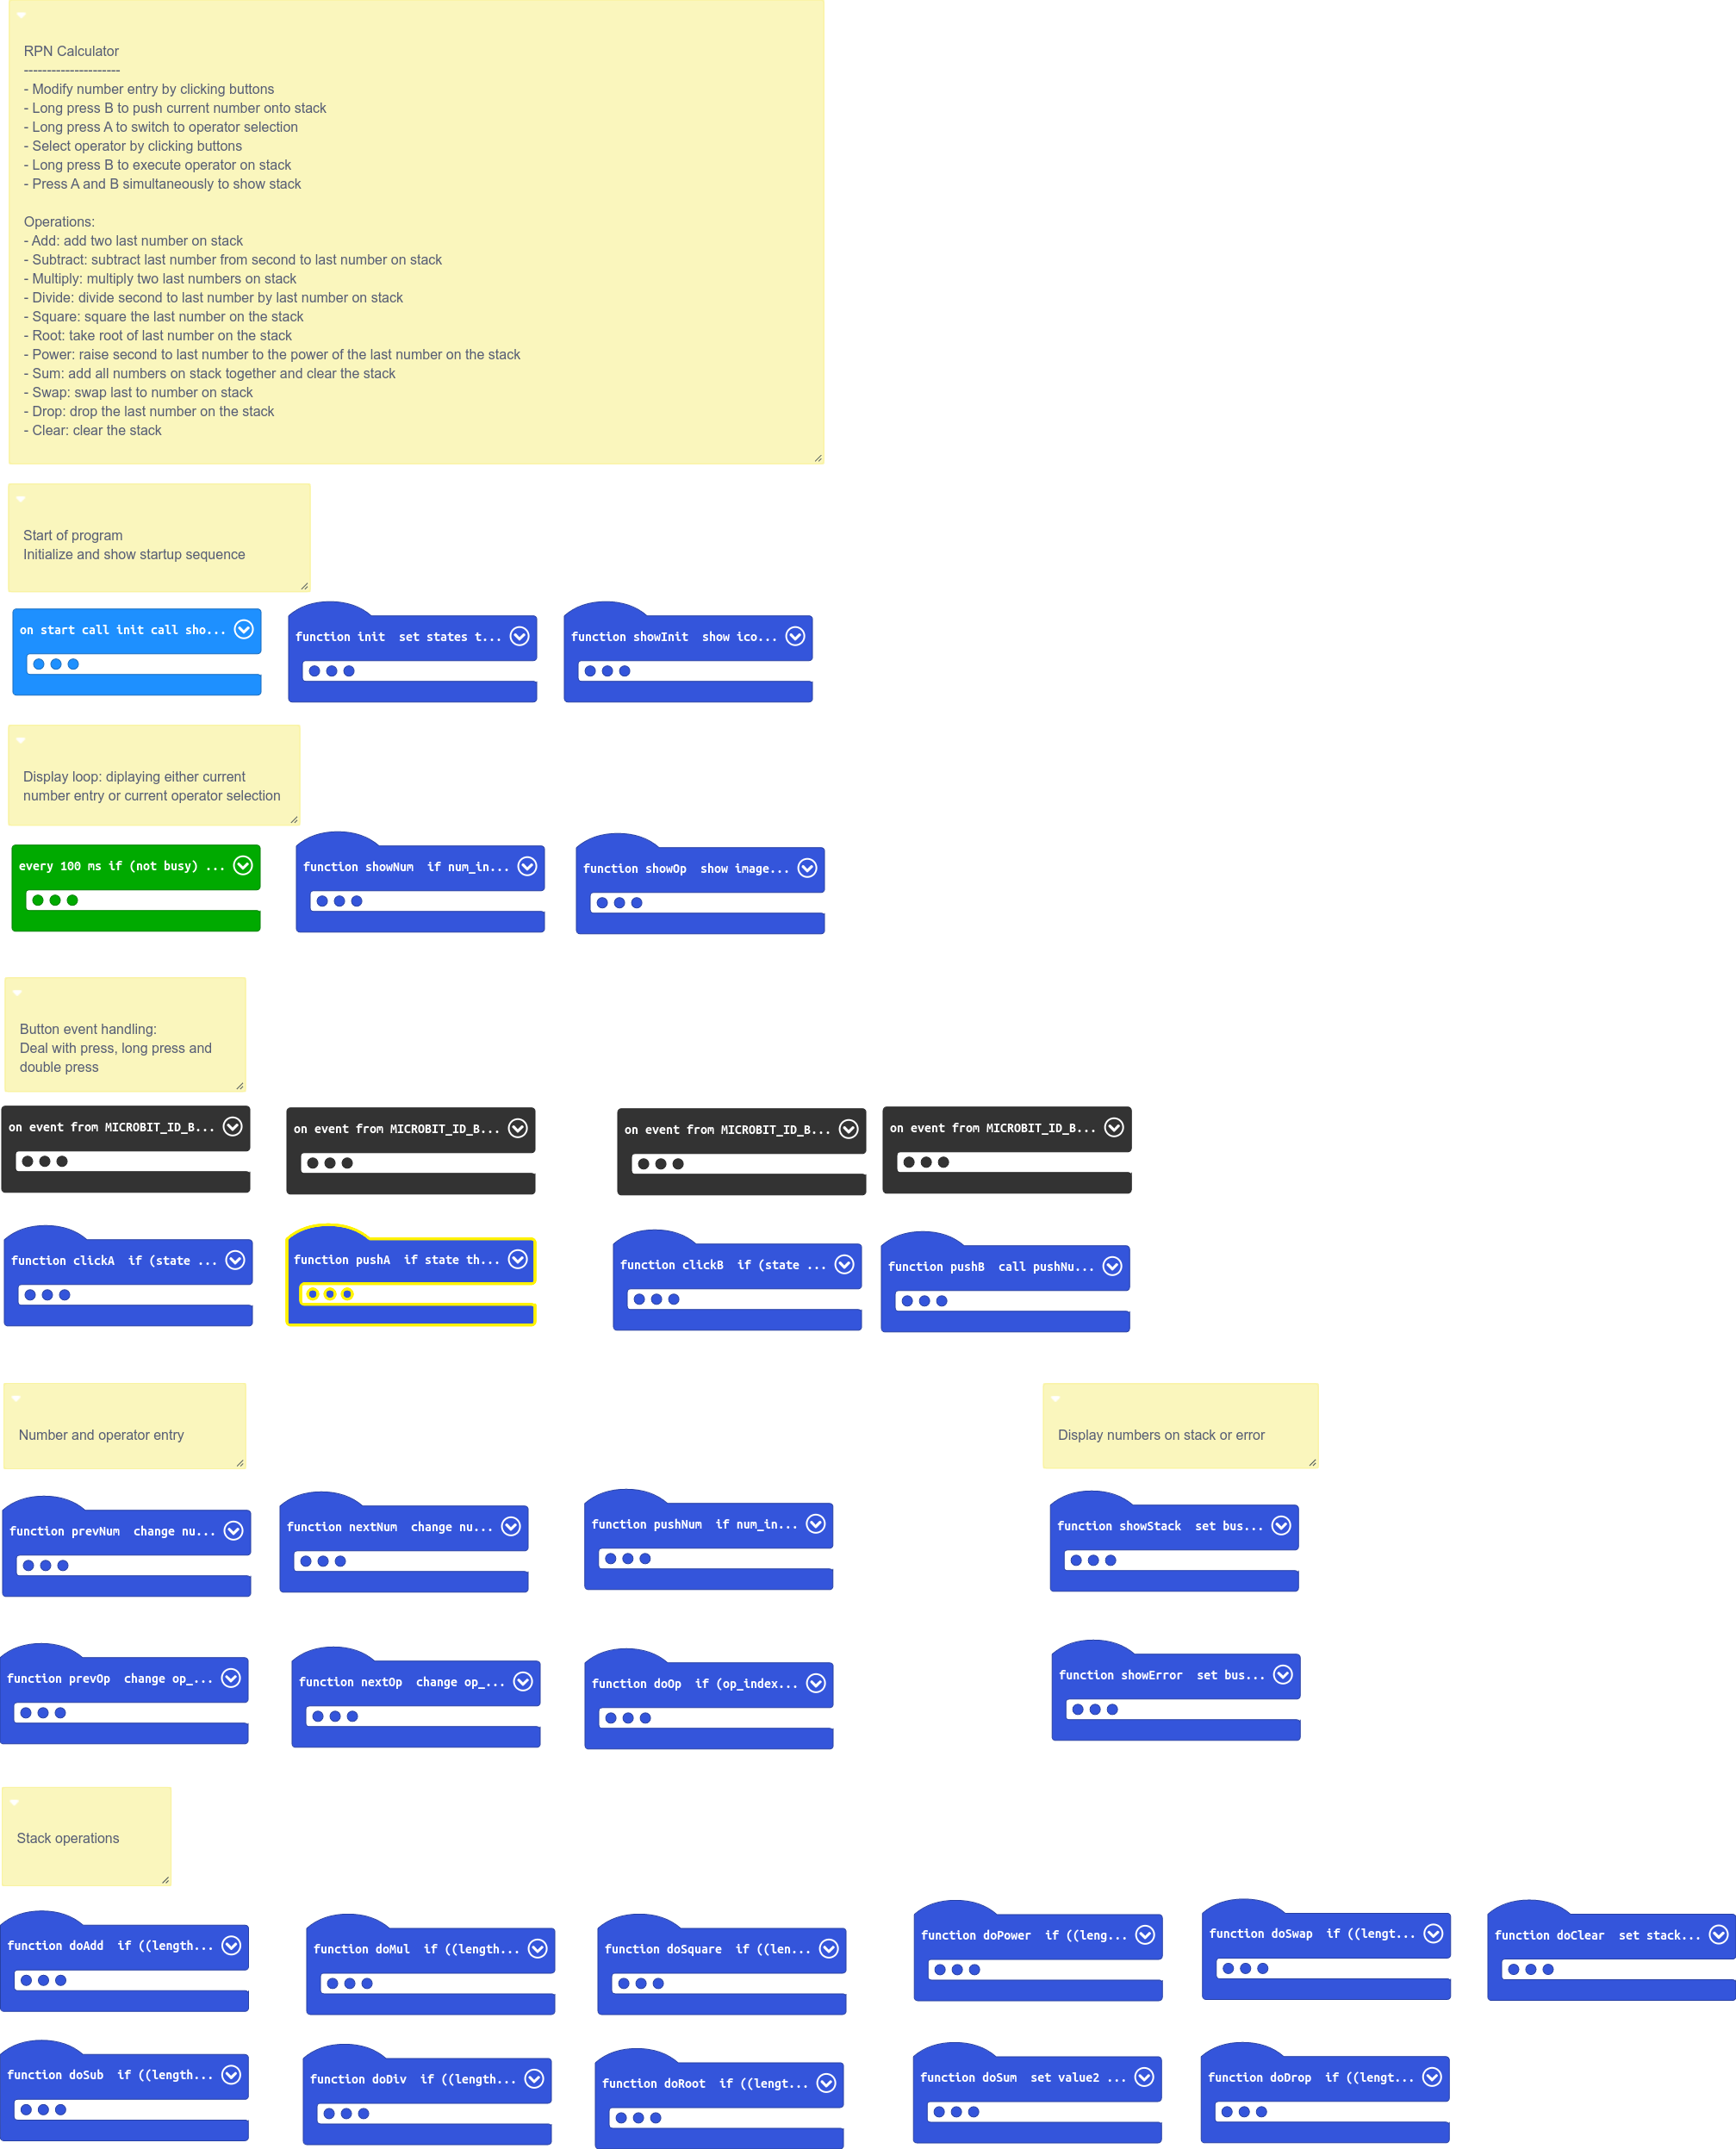 RPN Calculator
---------------------
- Modify number entry by clicking buttons
- Long press B to push current number onto stack
- Long press A to switch to operator selection
- Select operator by clicking buttons
- Long press B to execute operator on stack
- Press A and B simultaneously to show stack
Operations:
- Add: add two last number on stack
- Subtract: subtract last number from second to last number on stack
- Multiply: multiply two last numbers on stack
- Divide: divide second to last number by last number on stack
- Square: square the last number on the stack
- Root: take root of last number on the stack
- Power: raise second to last number to the power of the last number on the stack
- Sum: add all numbers on stack together and clear the stack
- Swap: swap last to number on stack
- Drop: drop the last number on the stack
- Clear: clear the stack
Start of program
Initialize and show startup sequence
on start call init call sho...
function init set states t...
function showInit show ico...
Display loop: diplaying either current
number entry or current operator selection
every 100 ms if (not busy) ...
function showNum if num_in...
function showOp show image...
Button event handling:
Deal with press, long press and
double press
on event from MICROBIT_ID_B...
on event from MICROBIT_ID_B...
on event from MICROBIT_ID_B...
on event from MICROBIT_ID_B...
function clickA if (state ...
function pushA if state th...
function clickB if (state ...
function pushB call pushNu...
Number and operator entry
Display numbers on stack or error
function prevNum change nu...
function nextNum change nu...
function pushNum if num_in...
function showStack set bus...
function prevOp change op_...
function nextOp change op_...
function doOp if (op_index...
function showError set bus...
Stack operations
function doAdd if ((length...
function doMul if ((length...
function doSquare if ((len...
function doPower if ((leng...
function doSwap if ((lengt...
function doClear set stack...
function doSub if ((length...
function doDiv if ((length...
function doRoot if ((lengt...
function doSum set value2 ...
function doDrop if ((lengt...